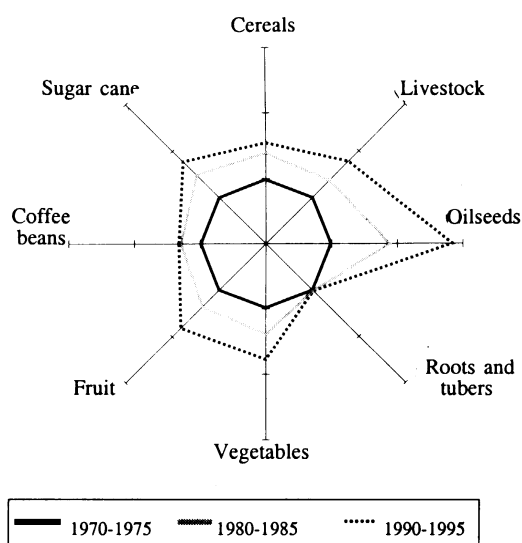 Cereals
Sugar cane
Livestock
Coffee
beans
Oilseeds
Fruit
Roots and
tubers
Vegetables
1970-1975
1980-1985
1990-1995